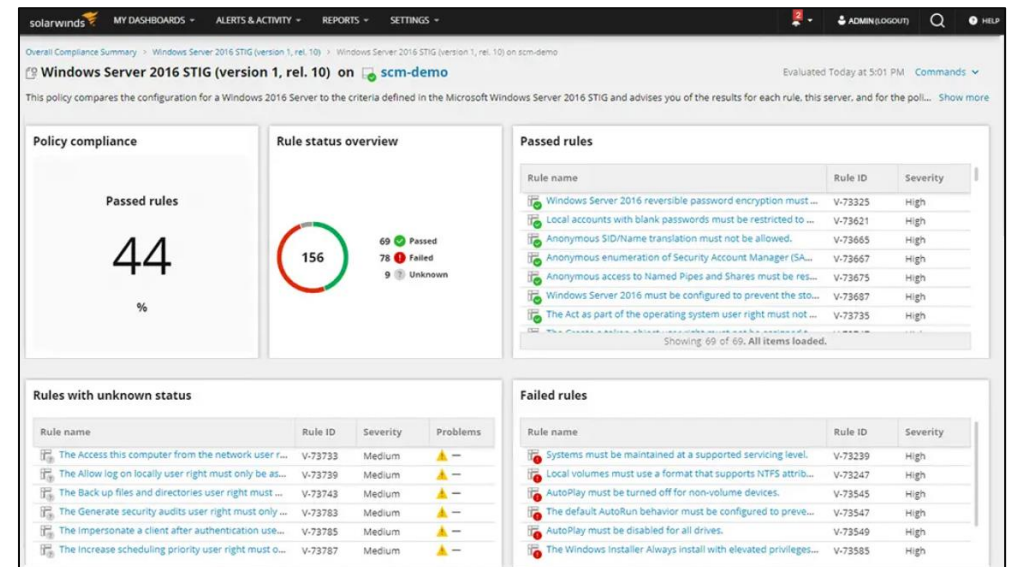 solarwinds MY DASHBOARDS ALERTS & ACTIVITY REPORTS SETTINGS 2 ADMIN (LOGOUT) HELP
Overall Compliance Summary > Windows Server 2016 STIG (version 1, rel. 10) > Windows Server 2016 STIG (version 1, rel. 10) on scm-demo
Windows Server 2016 STIG (version 1, rel. 10) on scm-demo
Evaluated Today at 5:01 PM Commands
This policy compares the configuration for a Windows 2016 Server to the criteria defined in the Microsoft Windows Server 2016 STIG and advises you of the results for each rule, this server, and for the poli... Show more
Policy compliance
Passed rules
44
%
Rule status overview
156
69 Passed
78 Failed
9 ? Unknown
Passed rules
Rule name Rule ID Severity
Windows Server 2016 reversible password encryption must ... V-73325 High
Local accounts with blank passwords must be restricted to ... V-73621 High
Anonymous SID/Name translation must not be allowed. V-73665 High
Anonymous enumeration of Security Account Manager (SA... V-73667 High
Anonymous access to Named Pipes and Shares must be res... V-73675 High
Windows Server 2016 must be configured to prevent the sto... V-73687 High
The Act as part of the operating system user right must not ... V-73735 High
Showing 69 of 69. All items loaded.
Rules with unknown status
Rule name Rule ID Severity Problems
The Access this computer from the network user r... V-73733 Medium —
The Allow log on locally user right must only be as... V-73739 Medium —
The Back up files and directories user right must ... V-73743 Medium —
The Generate security audits user right must only ... V-73783 Medium —
The Impersonate a client after authentication use... V-73785 Medium —
The Increase scheduling priority user right must o... V-73787 Medium —
Failed rules
Rule name Rule ID Severity
Systems must be maintained at a supported servicing level. V-73239 High
Local volumes must use a format that supports NTFS attrib... V-73247 High
AutoPlay must be turned off for non-volume devices. V-73545 High
The default AutoRun behavior must be configured to preve... V-73547 High
AutoPlay must be disabled for all drives. V-73549 High
The Windows Installer Always install with elevated privileges... V-73585 High